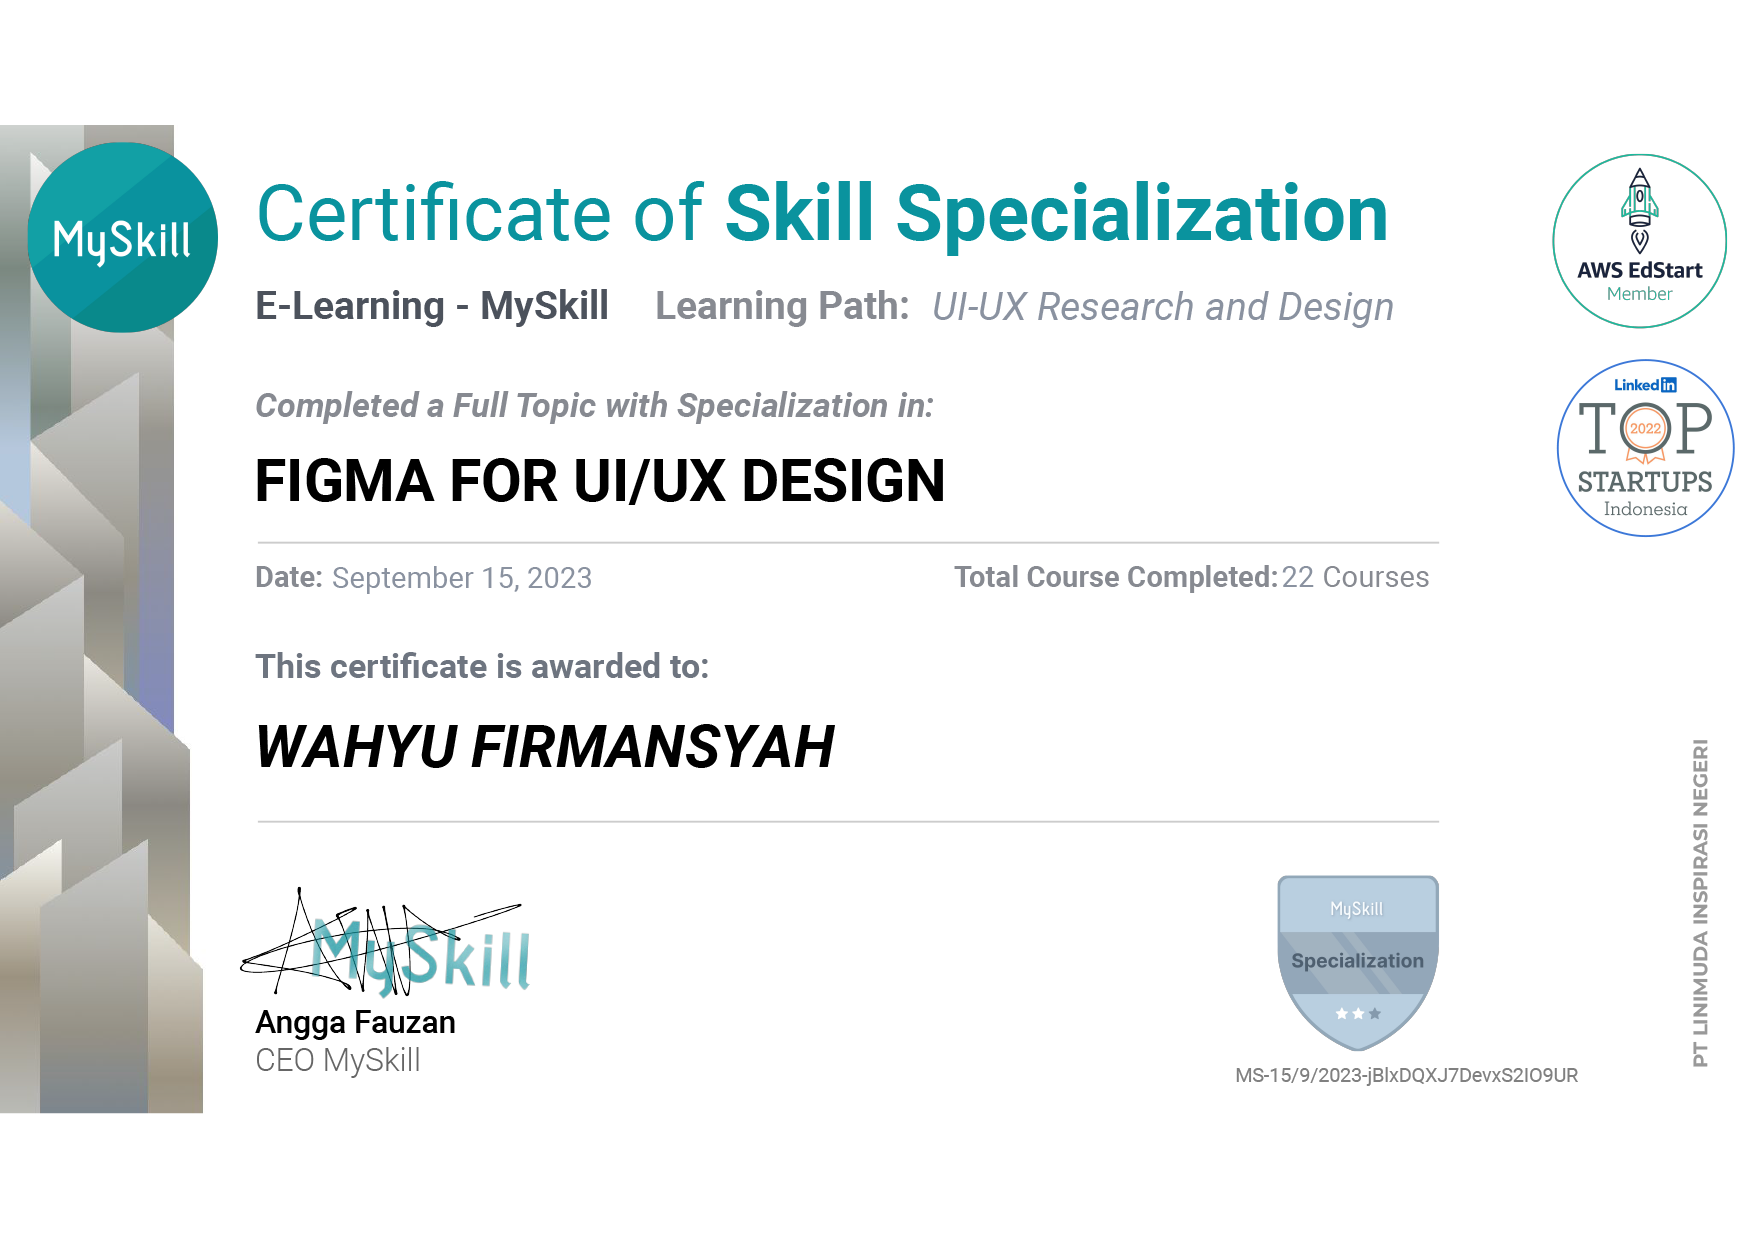 MySkill
Certificate of Skill Specialization
E-Learning - MySkill Learning Path: UI-UX Research and Design
Completed a Full Topic with Specialization in:
FIGMA FOR UI/UX DESIGN
Date: September 15, 2023 Total Course Completed: 22 Courses
This certificate is awarded to:
WAHYU FIRMANSYAH
MySkill
Angga Fauzan
CEO MySkill
AWS EdStart
Member
Linked in
TOP
2022
STARTUPS
Indonesia
MySkill
Specialization
MS-15/9/2023-jBlxDQXJ7DevxS2IO9UR
PT LINIMUDA INSPIRASI NEGERI